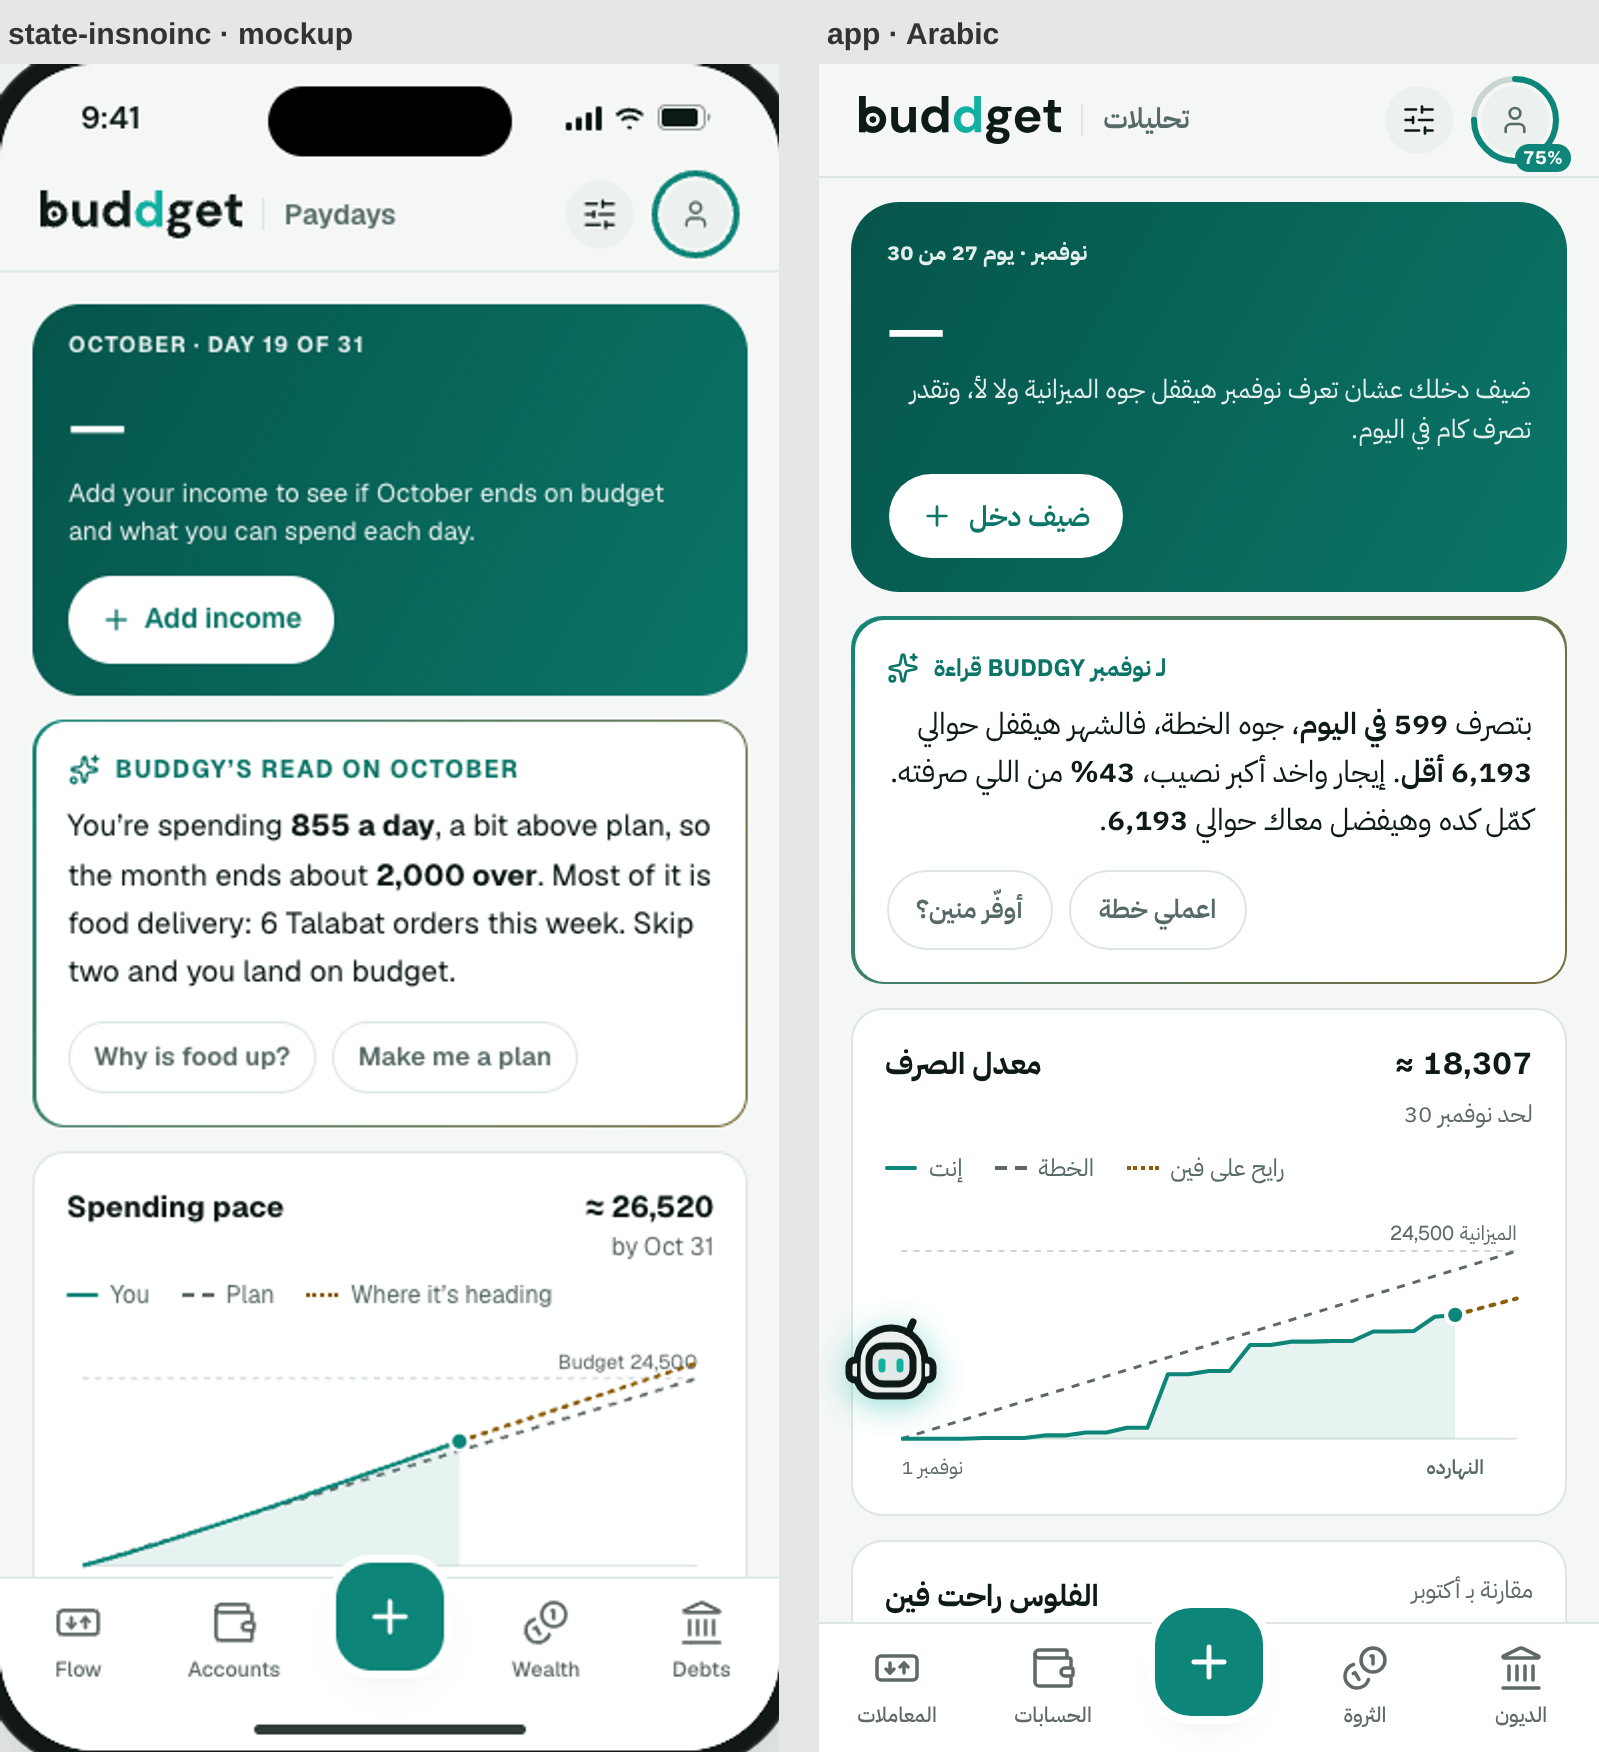 state-insnoinc · mockup
9:41
buddget
Paydays
OCTOBER · DAY 19 OF 31
—
Add your income to see if October ends on budget
and what you can spend each day.
+ Add income
BUDDGY’S READ ON OCTOBER
You’re spending 855 a day, a bit above plan, so
the month ends about 2,000 over. Most of it is
food delivery: 6 Talabat orders this week. Skip
two and you land on budget.
Why is food up?
Make me a plan
Spending pace
≈ 26,520
by Oct 31
You
Plan
Where it’s heading
Budget 24,500
Flow
Accounts
Wealth
Debts
app · Arabic
buddget
تحليلات
75%
نوفمبر · يوم 27 من 30
—
ضيف دخلك عشان تعرف نوفمبر هيقفل جوه الميزانية ولا لأ، وتقدر
تصرف كام في اليوم.
+ ضيف دخل
قراءة BUDDGY لـ نوفمبر
بتصرف 599 في اليوم، جوه الخطة، فالشهر هيقفل حوالي
6,193 أقل. إيجار واخد أكبر نصيب، 43% من اللي صرفته.
كمّل كده وهيفضل معاك حوالي 6,193.
أوفّر منين؟
اعملي خطة
معدل الصرف
≈ 18,307
لحد نوفمبر 30
إنت
الخطة
رايح على فين
الميزانية 24,500
نوفمبر 1
النهارده
الفلوس راحت فين
مقارنة بـ أكتوبر
المعاملات
الحسابات
الثروة
الديون